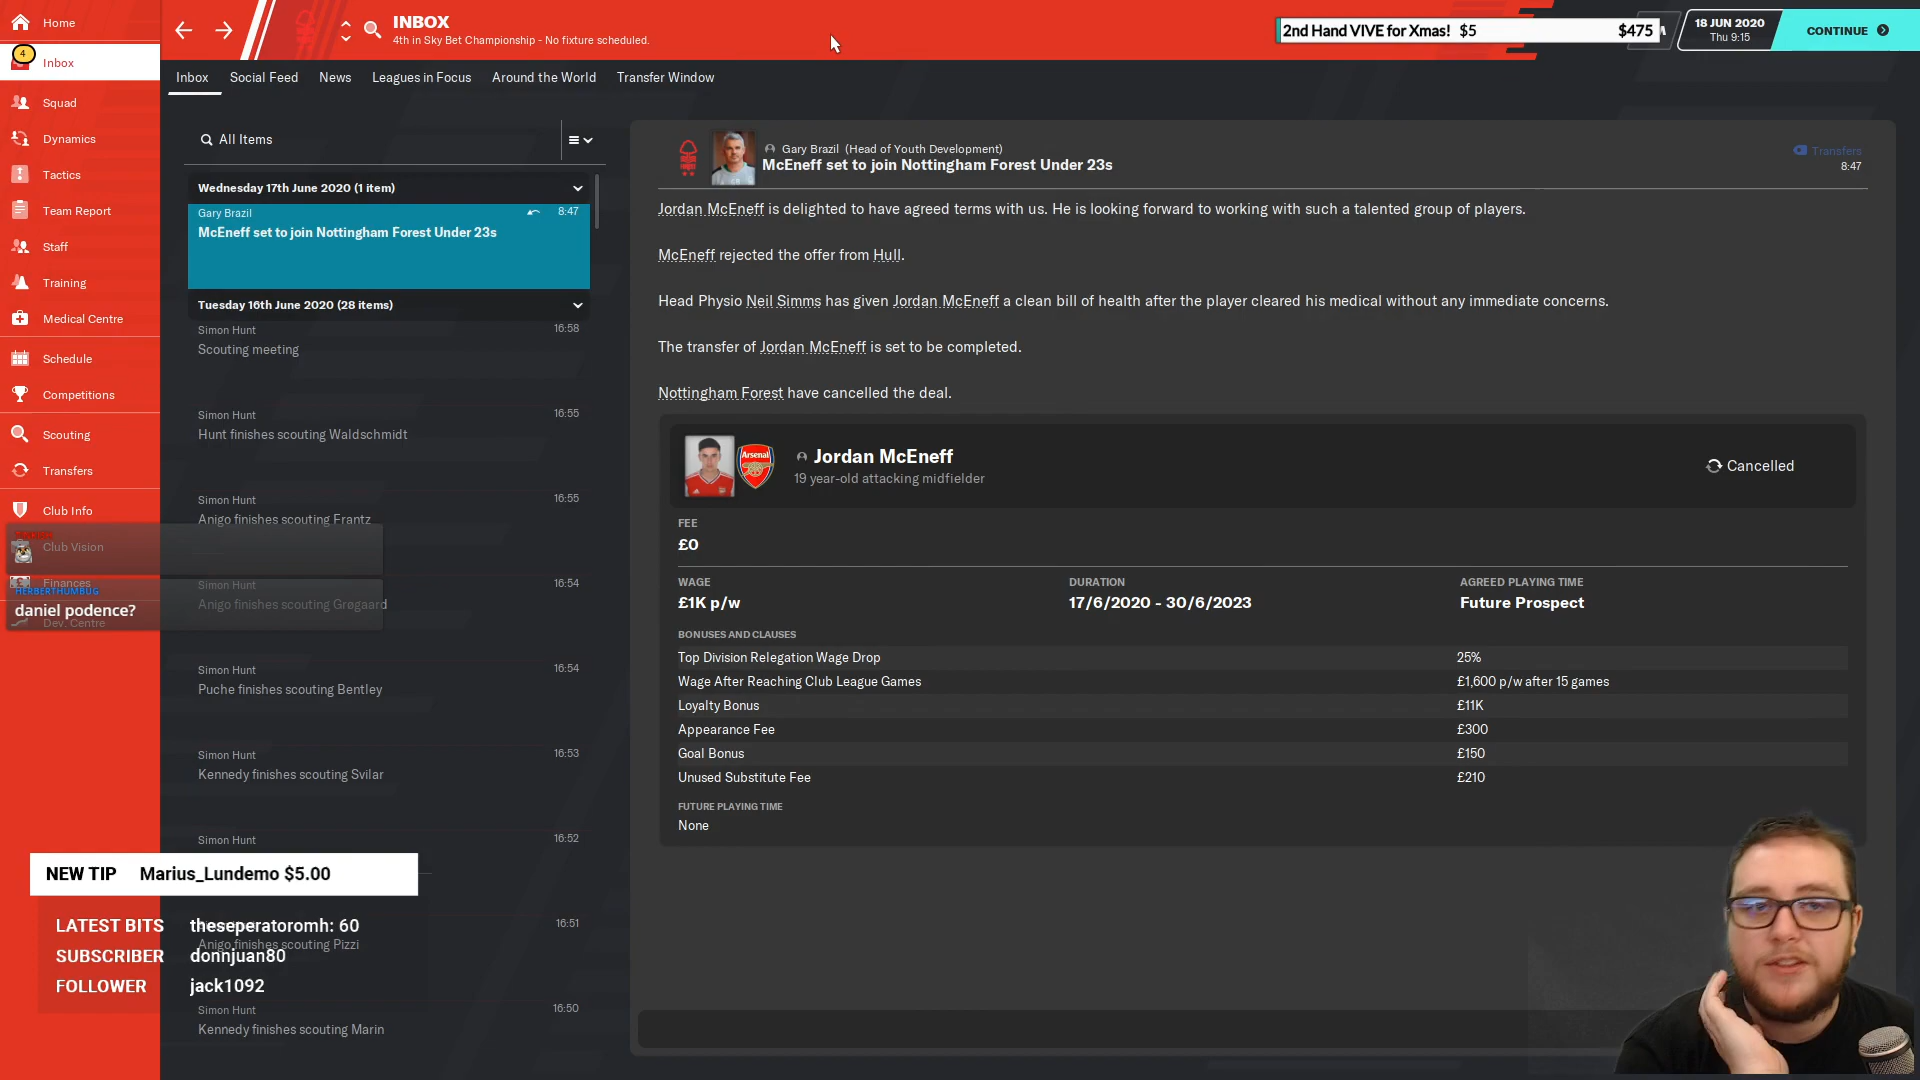 Home
4
Inbox
Squad
Dynamics
Tactics
Team Report
Staff
Training
Medical Centre
Schedule
Competitions
Scouting
Transfers
Club Info
Club Vision
Finances
HERBERTHUMBUG
daniel podence?
Dev. Centre
INBOX
4th in Sky Bet Championship - No fixture scheduled.
2nd Hand VIVE for Xmas! $5 $475
18 JUN 2020
Thu 9:15
CONTINUE
Inbox Social Feed News Leagues in Focus Around the World Transfer Window
All Items
Wednesday 17th June 2020 (1 item)
Gary Brazil 8:47
McEneff set to join Nottingham Forest Under 23s
Tuesday 16th June 2020 (28 items)
Simon Hunt 16:58
Scouting meeting
Simon Hunt 16:55
Hunt finishes scouting Waldschmidt
Simon Hunt 16:55
Anigo finishes scouting Frantz
Simon Hunt 16:54
Anigo finishes scouting Grøgaard
Simon Hunt 16:54
Puche finishes scouting Bentley
Simon Hunt 16:53
Kennedy finishes scouting Svilar
Simon Hunt 16:52
16:51
Anigo finishes scouting Pizzi
Simon Hunt 16:50
Kennedy finishes scouting Marin
NEW TIP Marius_Lundemo $5.00
LATEST BITS theseperatoromh: 60
SUBSCRIBER donnjuan80
FOLLOWER jack1092
Gary Brazil (Head of Youth Development)
McEneff set to join Nottingham Forest Under 23s
Transfers
8:47
Jordan McEneff is delighted to have agreed terms with us. He is looking forward to working with such a talented group of players.
McEneff rejected the offer from Hull.
Head Physio Neil Simms has given Jordan McEneff a clean bill of health after the player cleared his medical without any immediate concerns.
The transfer of Jordan McEneff is set to be completed.
Nottingham Forest have cancelled the deal.
Arsenal
Jordan McEneff
19 year-old attacking midfielder
Cancelled
FEE
£0
WAGE DURATION AGREED PLAYING TIME
£1K p/w 17/6/2020 - 30/6/2023 Future Prospect
BONUSES AND CLAUSES
Top Division Relegation Wage Drop 25%
Wage After Reaching Club League Games £1,600 p/w after 15 games
Loyalty Bonus £11K
Appearance Fee £300
Goal Bonus £150
Unused Substitute Fee £210
FUTURE PLAYING TIME
None